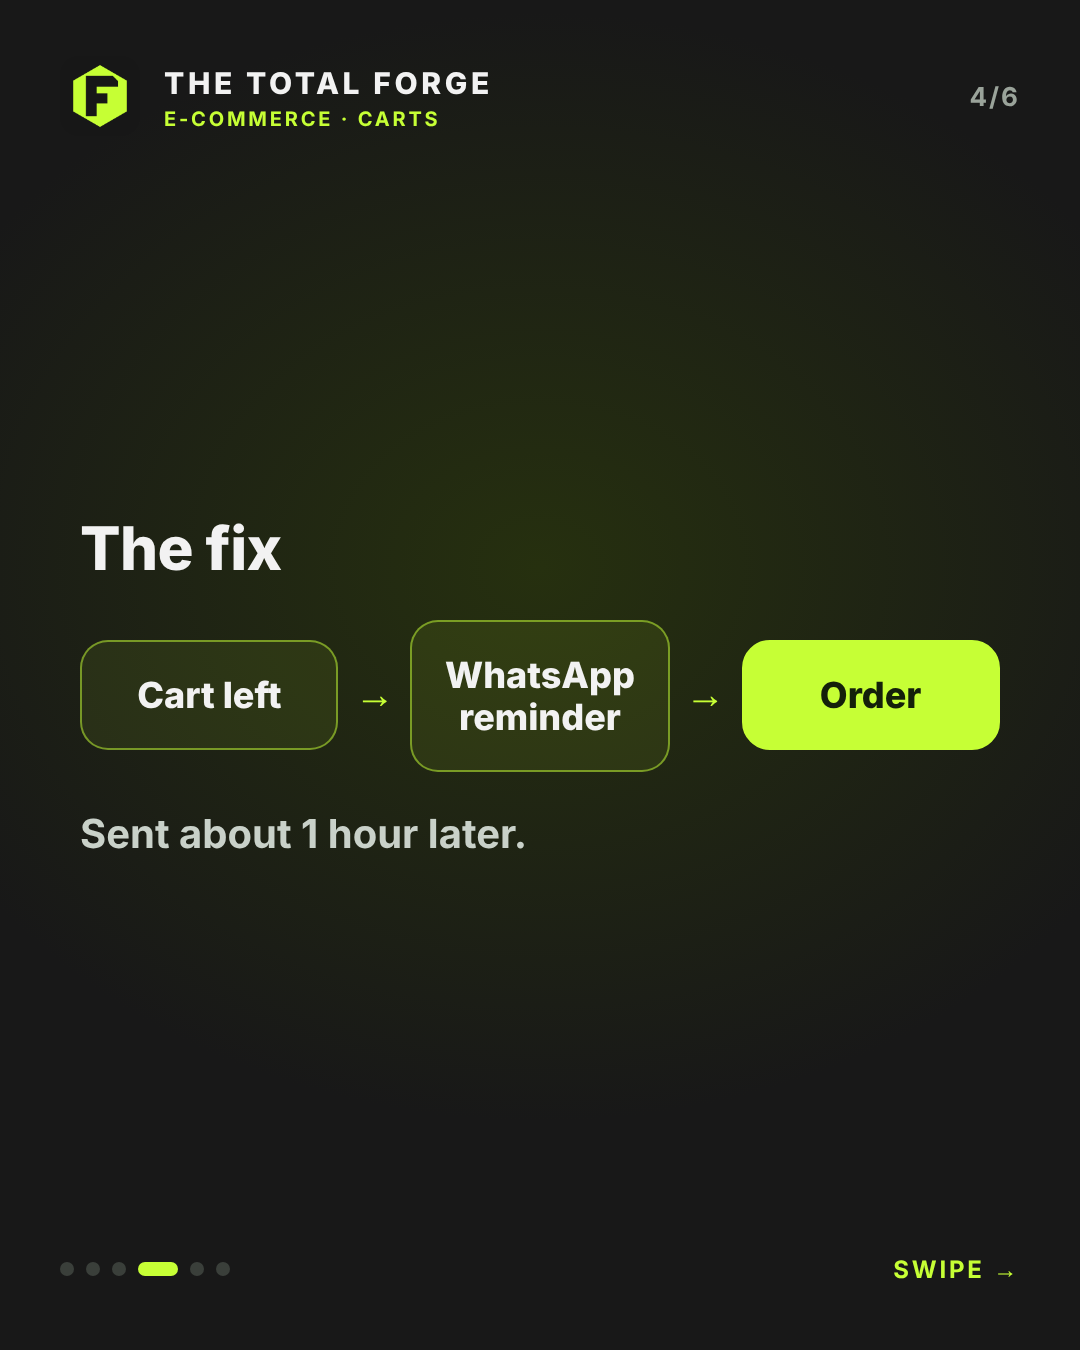 THE TOTAL FORGE
E-COMMERCE · CARTS
4/6
The fix
Cart left
→
WhatsApp
reminder
→
Order
Sent about 1 hour later.
SWIPE →